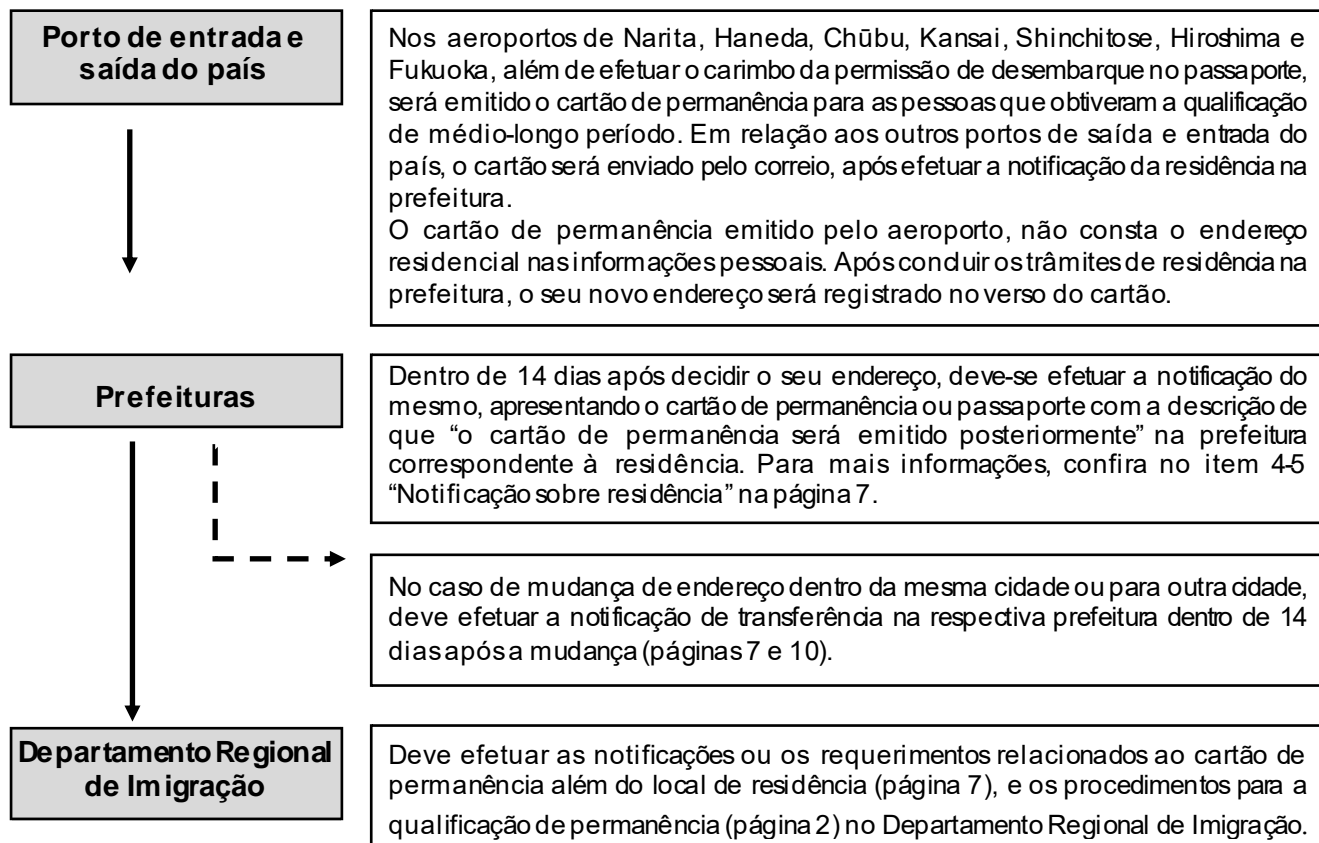 Porto de entrada e
saída do país
Nos aeroportos de Narita, Haneda, Chūbu, Kansai, Shinchitose, Hiroshima e
Fukuoka, além de efetuar o carimbo da permissão de desembarque no passaporte,
será emitido o cartão de permanência para as pessoas que obtiveram a qualificação
de médio-longo período. Em relação aos outros portos de saída e entrada do
país, o cartão será enviado pelo correio, após efetuar a notificação da residência na
prefeitura.
O cartão de permanência emitido pelo aeroporto, não consta o endereço
residencial nas informações pessoais. Após concluir os trâmites de residência na
prefeitura, o seu novo endereço será registrado no verso do cartão.
Prefeituras
Dentro de 14 dias após decidir o seu endereço, deve-se efetuar a notificação do
mesmo, apresentando o cartão de permanência ou passaporte com a descrição de
que “o cartão de permanência será emitido posteriormente” na prefeitura
correspondente à residência. Para mais informações, confira no item 4-5
“Notificação sobre residência” na página 7.
No caso de mudança de endereço dentro da mesma cidade ou para outra cidade,
deve efetuar a notificação de transferência na respectiva prefeitura dentro de 14
dias após a mudança (páginas 7 e 10).
Departamento Regional
de Imigração
Deve efetuar as notificações ou os requerimentos relacionados ao cartão de
permanência além do local de residência (página 7), e os procedimentos para a
qualificação de permanência (página 2) no Departamento Regional de Imigração.